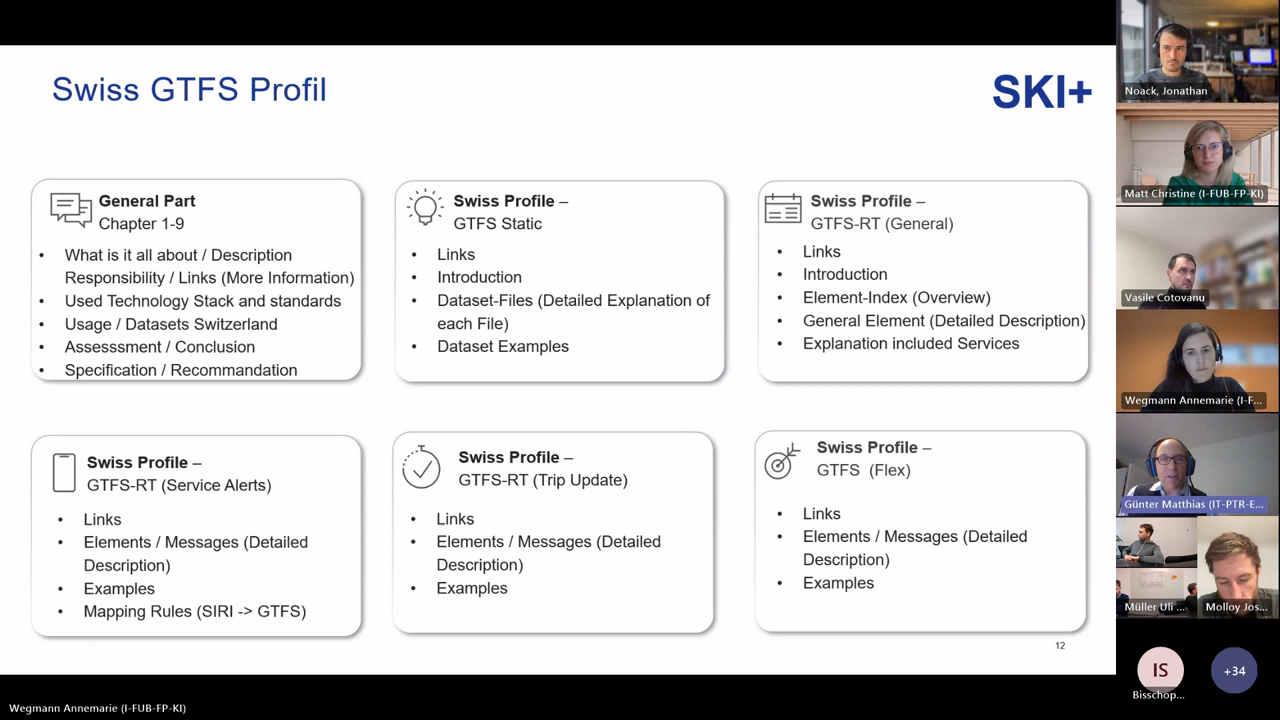 Swiss GTFS Profil
SKI+
General Part
Chapter 1-9
• What is it all about / Description
Responsibility / Links (More Information)
• Used Technology Stack and standards
• Usage / Datasets Switzerland
• Assesssment / Conclusion
• Specification / Recommandation
Swiss Profile –
GTFS Static
• Links
• Introduction
• Dataset-Files (Detailed Explanation of
each File)
• Dataset Examples
Swiss Profile –
GTFS-RT (General)
• Links
• Introduction
• Element-Index (Overview)
• General Element (Detailed Description)
• Explanation included Services
Swiss Profile –
GTFS-RT (Service Alerts)
• Links
• Elements / Messages (Detailed
Description)
• Examples
• Mapping Rules (SIRI -> GTFS)
Swiss Profile –
GTFS-RT (Trip Update)
• Links
• Elements / Messages (Detailed
Description)
• Examples
Swiss Profile –
GTFS (Flex)
• Links
• Elements / Messages (Detailed
Description)
• Examples
12
Noack, Jonathan
Matt Christine (I-FUB-FP-KI)
Vasile Cotovanu
Wegmann Annemarie (I-F...
Günter Matthias (IT-PTR-E...
Müller Uli ...
Molloy Jos...
IS
Bisschop...
+34
Wegmann Annemarie (I-FUB-FP-KI)